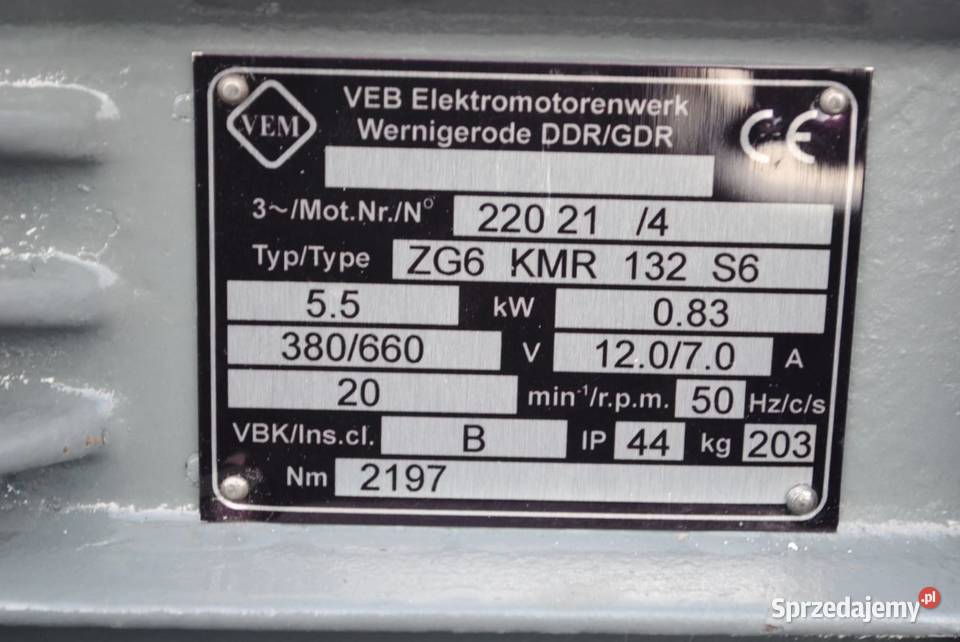 VEM
VEB Elektromotorenwerk
Wernigerode DDR/GDR
CE
3~/Mot.Nr./N° 220 21 /4
Typ/Type ZG6 KMR 132 S6
5.5 kW 0.83
380/660 V 12.0/7.0 A
20 min⁻¹/r.p.m. 50 Hz/c/s
VBK/Ins.cl. B IP 44 kg 203
Nm 2197
Sprzedajemy.pl